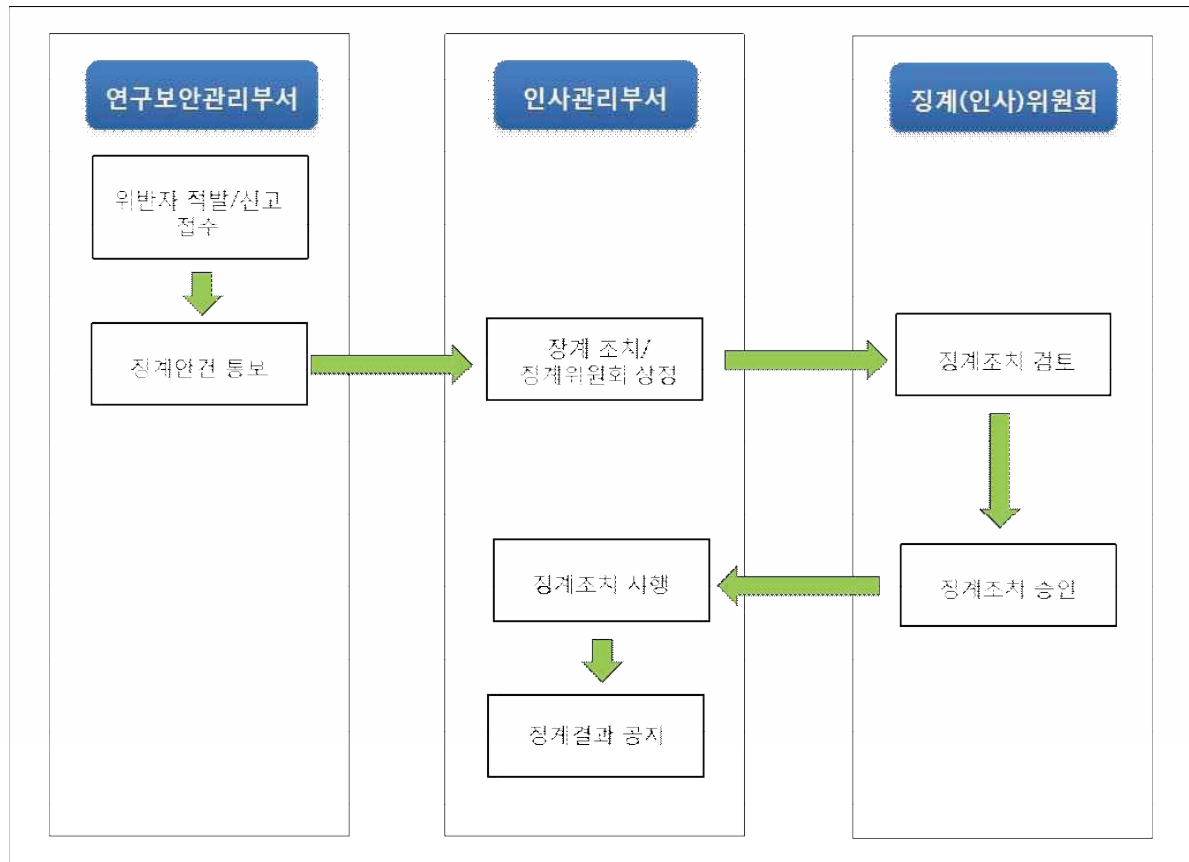 연구보안관리부서
인사관리부서
징계(인사)위원회
위반자 적발/신고
접수
징계안건 통보
장계 조치/
징계위원회 상정
징계조치 검토
징계조치 시행
징계조치 승인
징계결과 공지